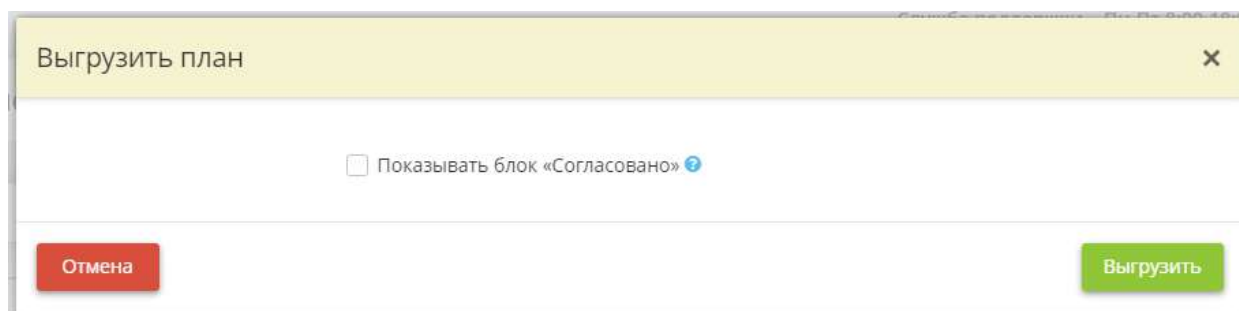 Выгрузить план
Показывать блок «Согласовано»
Отмена
Выгрузить